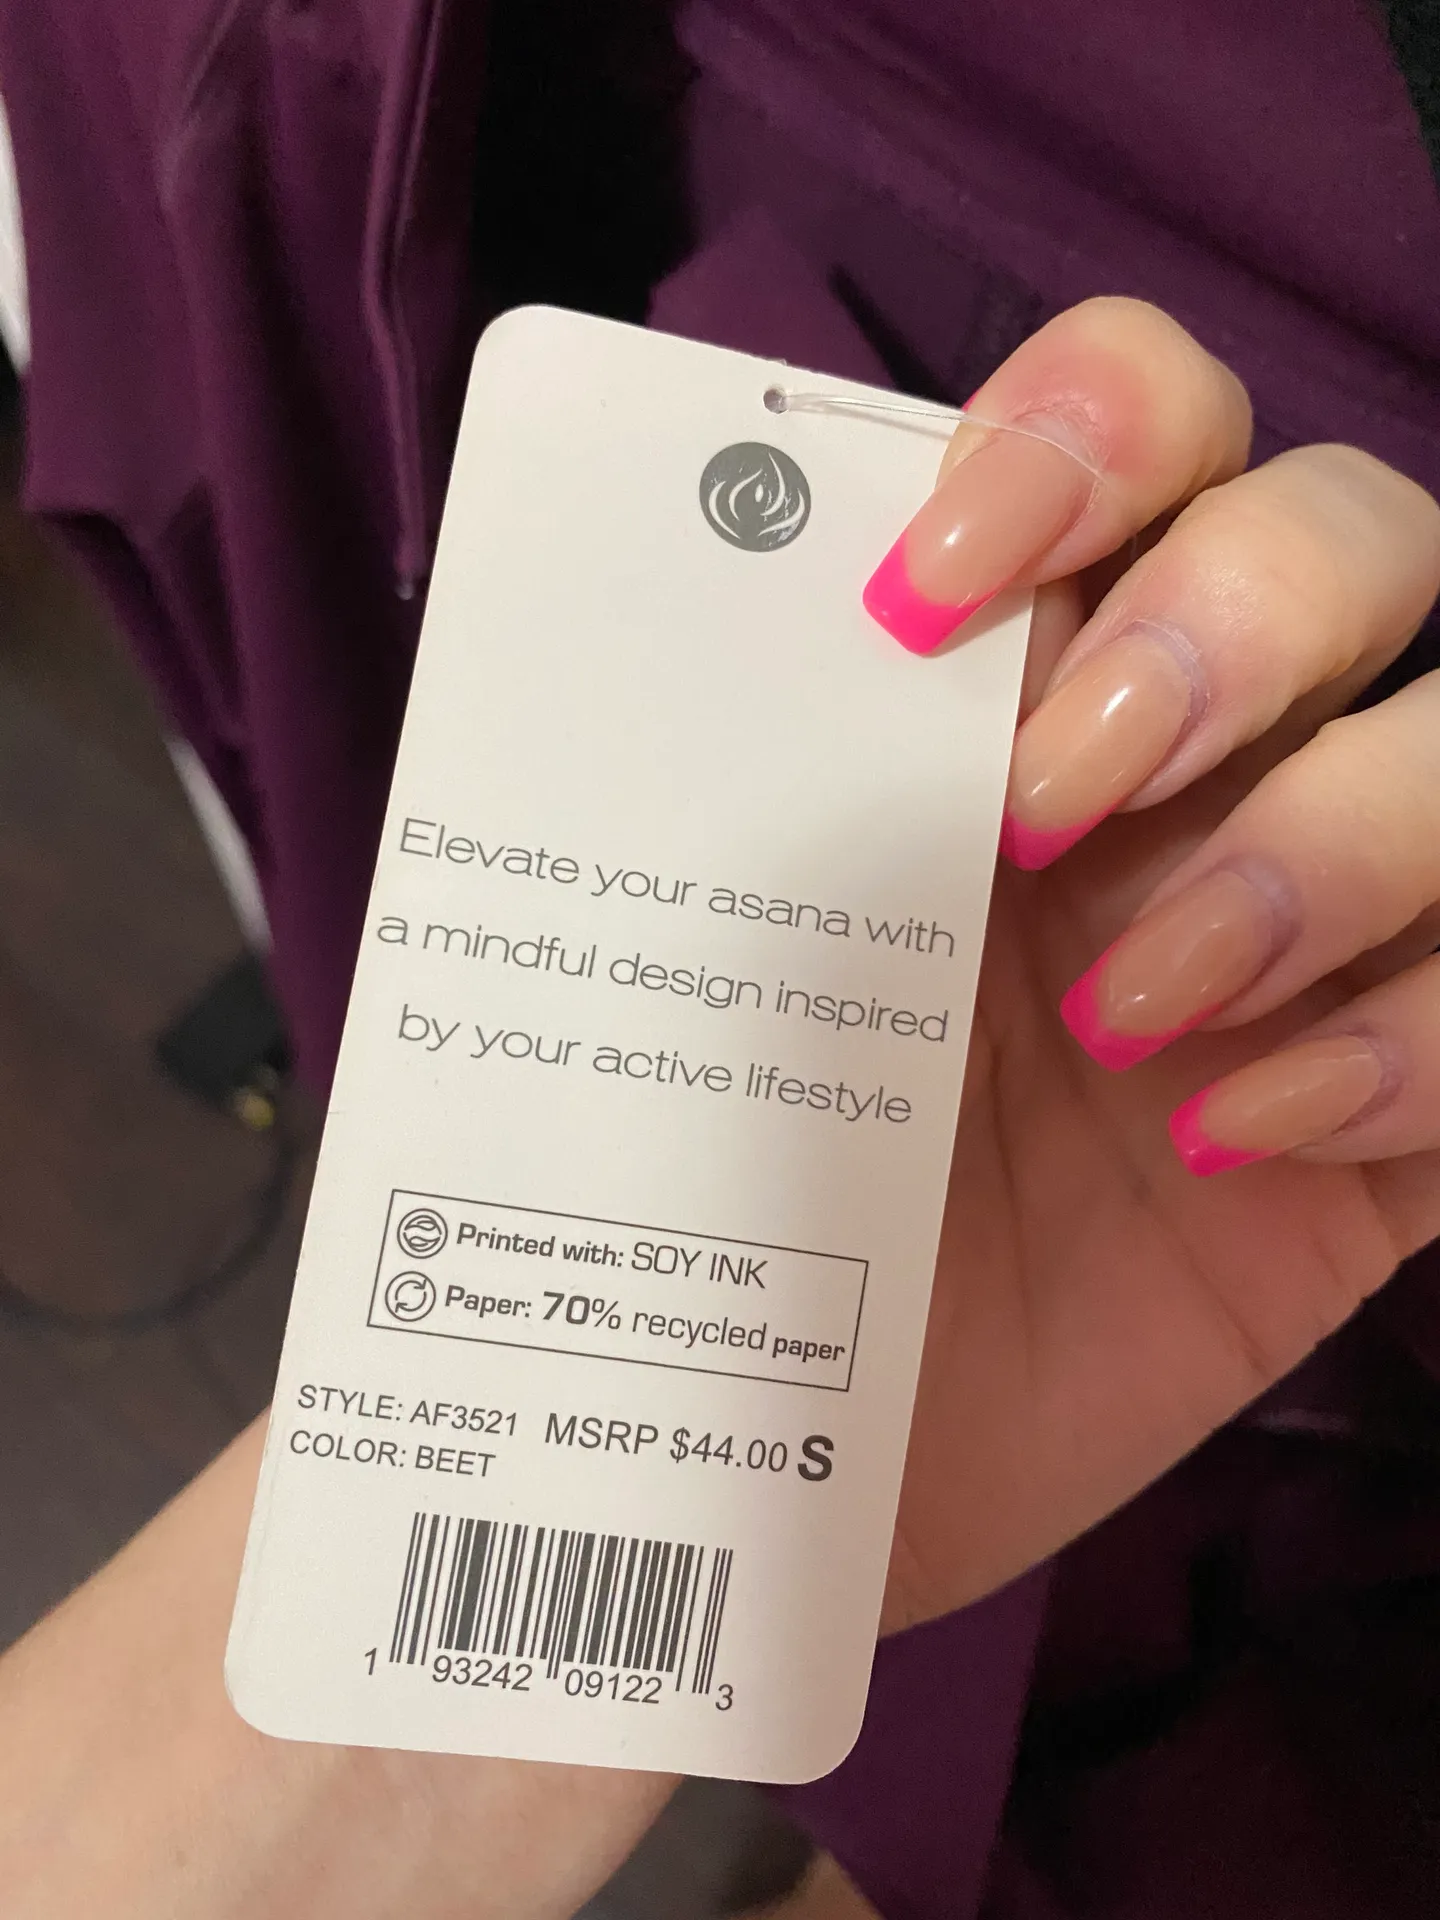 Elevate your asana with
a mindful design inspired
by your active lifestyle
Printed with: SOY INK
Paper: 70% recycled paper
STYLE: AF3521 MSRP $44.00 S
COLOR: BEET
1 93242 09122 3